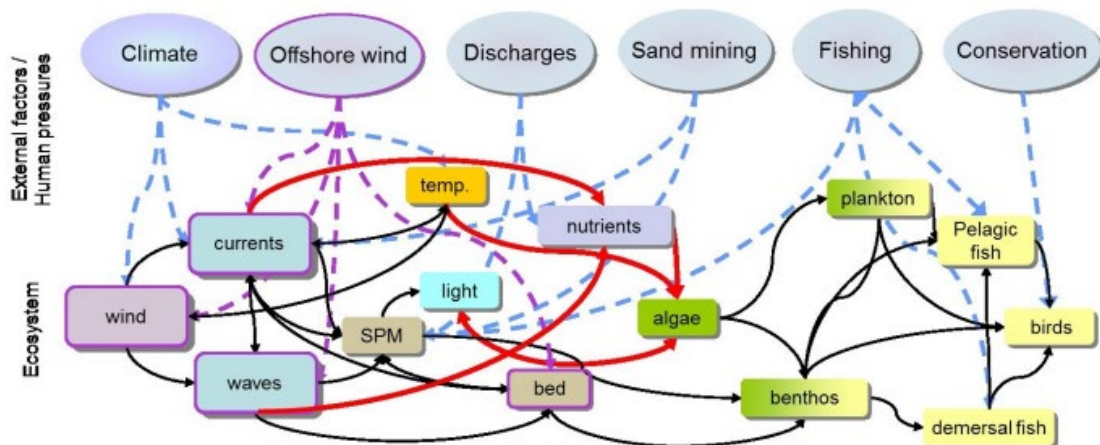 External factors /
Human pressures
Climate
Offshore wind
Discharges
Sand mining
Fishing
Conservation
Ecosystem
temp.
plankton
currents
nutrients
Pelagic
fish
light
wind
SPM
algae
birds
waves
bed
benthos
demersal fish